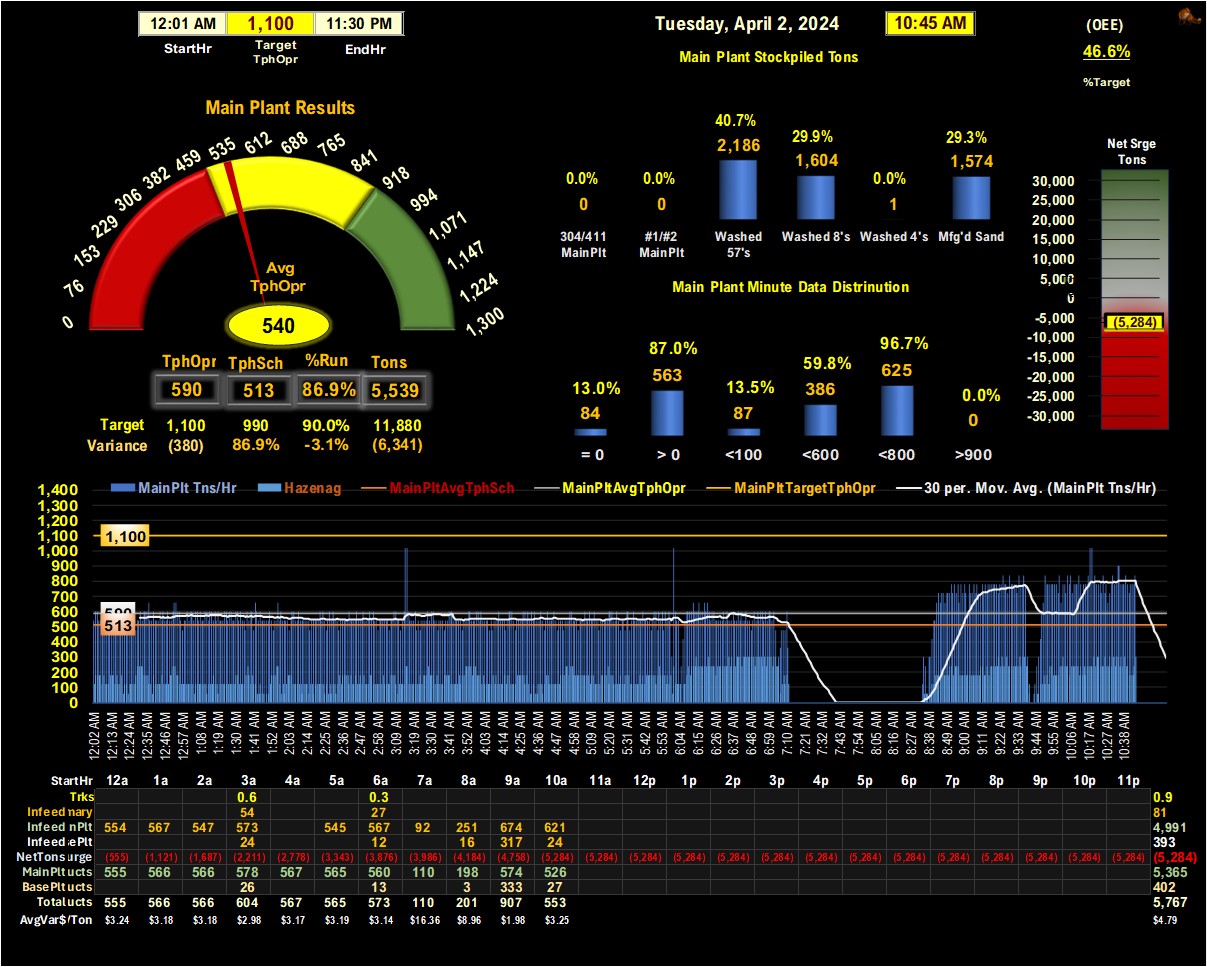 12:01 AM 1,100 11:30 PM
StartHr Target TphOpr EndHr
Tuesday, April 2, 2024 10:45 AM
(OEE)
46.6%
%Target
Main Plant Stockpiled Tons
40.7% 29.9% 29.3%
2,186 1,604 1,574
0.0% 0.0% 0.0%
0 0 1
304/411 MainPlt #1/#2 MainPlt Washed 57's Washed 8's Washed 4's Mfg'd Sand
Main Plant Results
0 76 153 229 306 382 459 535 612 688 765 841 918 994 1,071 1,147 1,224 1,300
Avg
TphOpr
540
TphOpr TphSch %Run Tons
590 513 86.9% 5,539
Target 1,100 990 90.0% 11,880
Variance (380) 86.9% -3.1% (6,341)
Main Plant Minute Data Distrinution
13.0% 87.0% 13.5% 59.8% 96.7% 0.0%
84 563 87 386 625 0
= 0 > 0 <100 <600 <800 >900
Net Srge
Tons
30,000
25,000
20,000
15,000
10,000
5,000
0
(5,284)
-5,000
-10,000
-15,000
-20,000
-25,000
-30,000
MainPlt Tns/Hr Hazenag MainPltAvgTphSch MainPltAvgTphOpr MainPltTargetTphOpr 30 per. Mov. Avg. (MainPlt Tns/Hr)
1,400
1,300
1,200
1,100 1,100
1,000
900
800
700
600 590
500 513
400
300
200
100
0
12:02 AM 12:13 AM 12:24 AM 12:35 AM 12:46 AM 12:57 AM 1:08 AM 1:19 AM 1:30 AM 1:41 AM 1:52 AM 2:03 AM 2:14 AM 2:25 AM 2:36 AM 2:47 AM 2:58 AM 3:09 AM 3:19 AM 3:30 AM 3:41 AM 3:52 AM 4:03 AM 4:14 AM 4:25 AM 4:36 AM 4:47 AM 4:58 AM 5:09 AM 5:20 AM 5:31 AM 5:42 AM 5:53 AM 6:04 AM 6:15 AM 6:26 AM 6:37 AM 6:48 AM 6:59 AM 7:10 AM 7:21 AM 7:32 AM 7:43 AM 7:54 AM 8:05 AM 8:16 AM 8:27 AM 8:38 AM 8:49 AM 9:00 AM 9:11 AM 9:22 AM 9:33 AM 9:44 AM 9:55 AM 10:06 AM 10:17 AM 10:27 AM 10:38 AM
StartHr 12a 1a 2a 3a 4a 5a 6a 7a 8a 9a 10a 11a 12p 1p 2p 3p 4p 5p 6p 7p 8p 9p 10p 11p
Trks 0.6 0.3 0.9
Infeed mary 54 27 81
Infeed nPlt 554 567 547 573 545 567 92 251 674 621 4,991
Infeed ePlt 24 12 16 317 24 393
NetTonsurge (555) (1,121) (1,687) (2,211) (2,778) (3,343) (3,876) (3,986) (4,184) (4,758) (5,284) (5,284) (5,284) (5,284) (5,284) (5,284) (5,284) (5,284) (5,284) (5,284) (5,284) (5,284) (5,284) (5,284) (5,284)
MainPlt ucts 555 566 566 578 567 565 560 110 198 574 526 5,365
BasePlt ucts 26 13 3 333 27 402
Total ucts 555 566 566 604 567 565 573 110 201 907 553 5,767
AvgVar$/Ton $3.24 $3.18 $3.18 $2.98 $3.17 $3.19 $3.14 $16.36 $8.96 $1.98 $3.25 $4.79